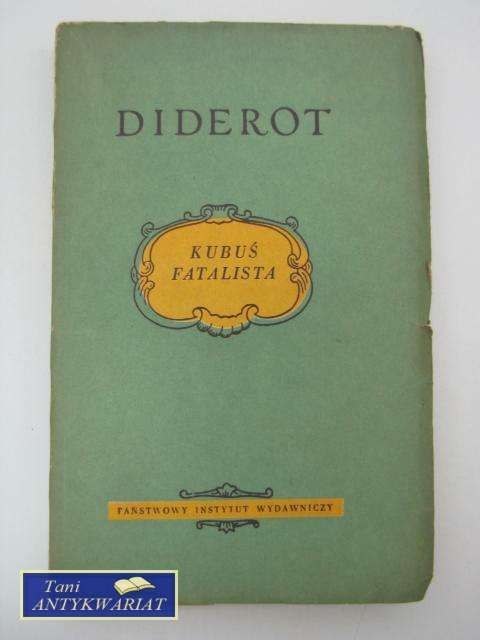 DIDEROT
KUBUŚ
FATALISTA
PAŃSTWOWY INSTYTUT WYDAWNICZY
Tani
ANTYKWARIAT